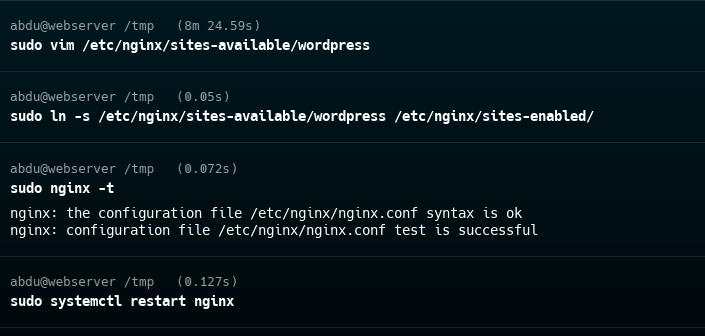 abdu@webserver /tmp (8m 24.59s)
sudo vim /etc/nginx/sites-available/wordpress
abdu@webserver /tmp (0.05s)
sudo ln -s /etc/nginx/sites-available/wordpress /etc/nginx/sites-enabled/
abdu@webserver /tmp (0.072s)
sudo nginx -t
nginx: the configuration file /etc/nginx/nginx.conf syntax is ok
nginx: configuration file /etc/nginx/nginx.conf test is successful
abdu@webserver /tmp (0.127s)
sudo systemctl restart nginx